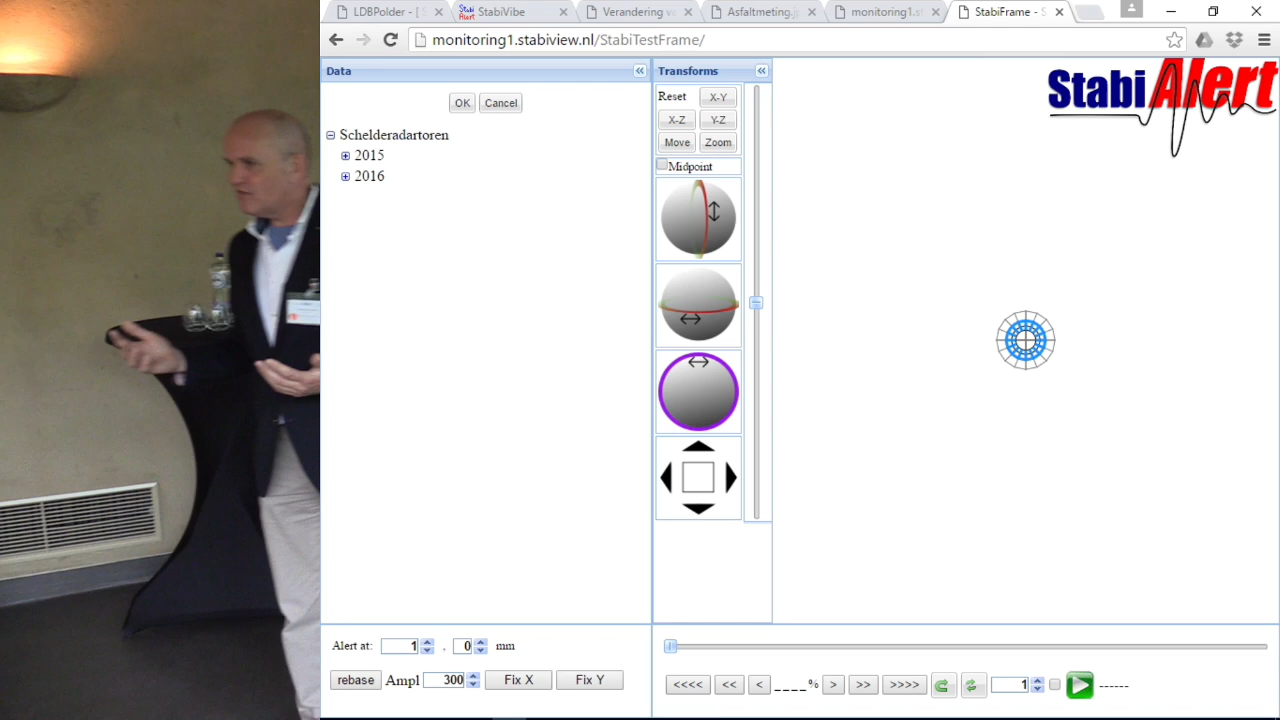 LDBPolder - [ S
StabiVibe
Verandering v
Asfaltmeting.j
monitoring1.st
StabiFrame - S
monitoring1.stabiview.nl/StabiTestFrame/
Data
Transforms
StabiAlert
OK Cancel
Reset X-Y
X-Z Y-Z
Move Zoom
Midpoint
Schelderadartoren
2015
2016
Alert at: 1 . 0 mm
rebase Ampl 300 Fix X Fix Y
<<<< << < ____% > >> >>>> 1 ------